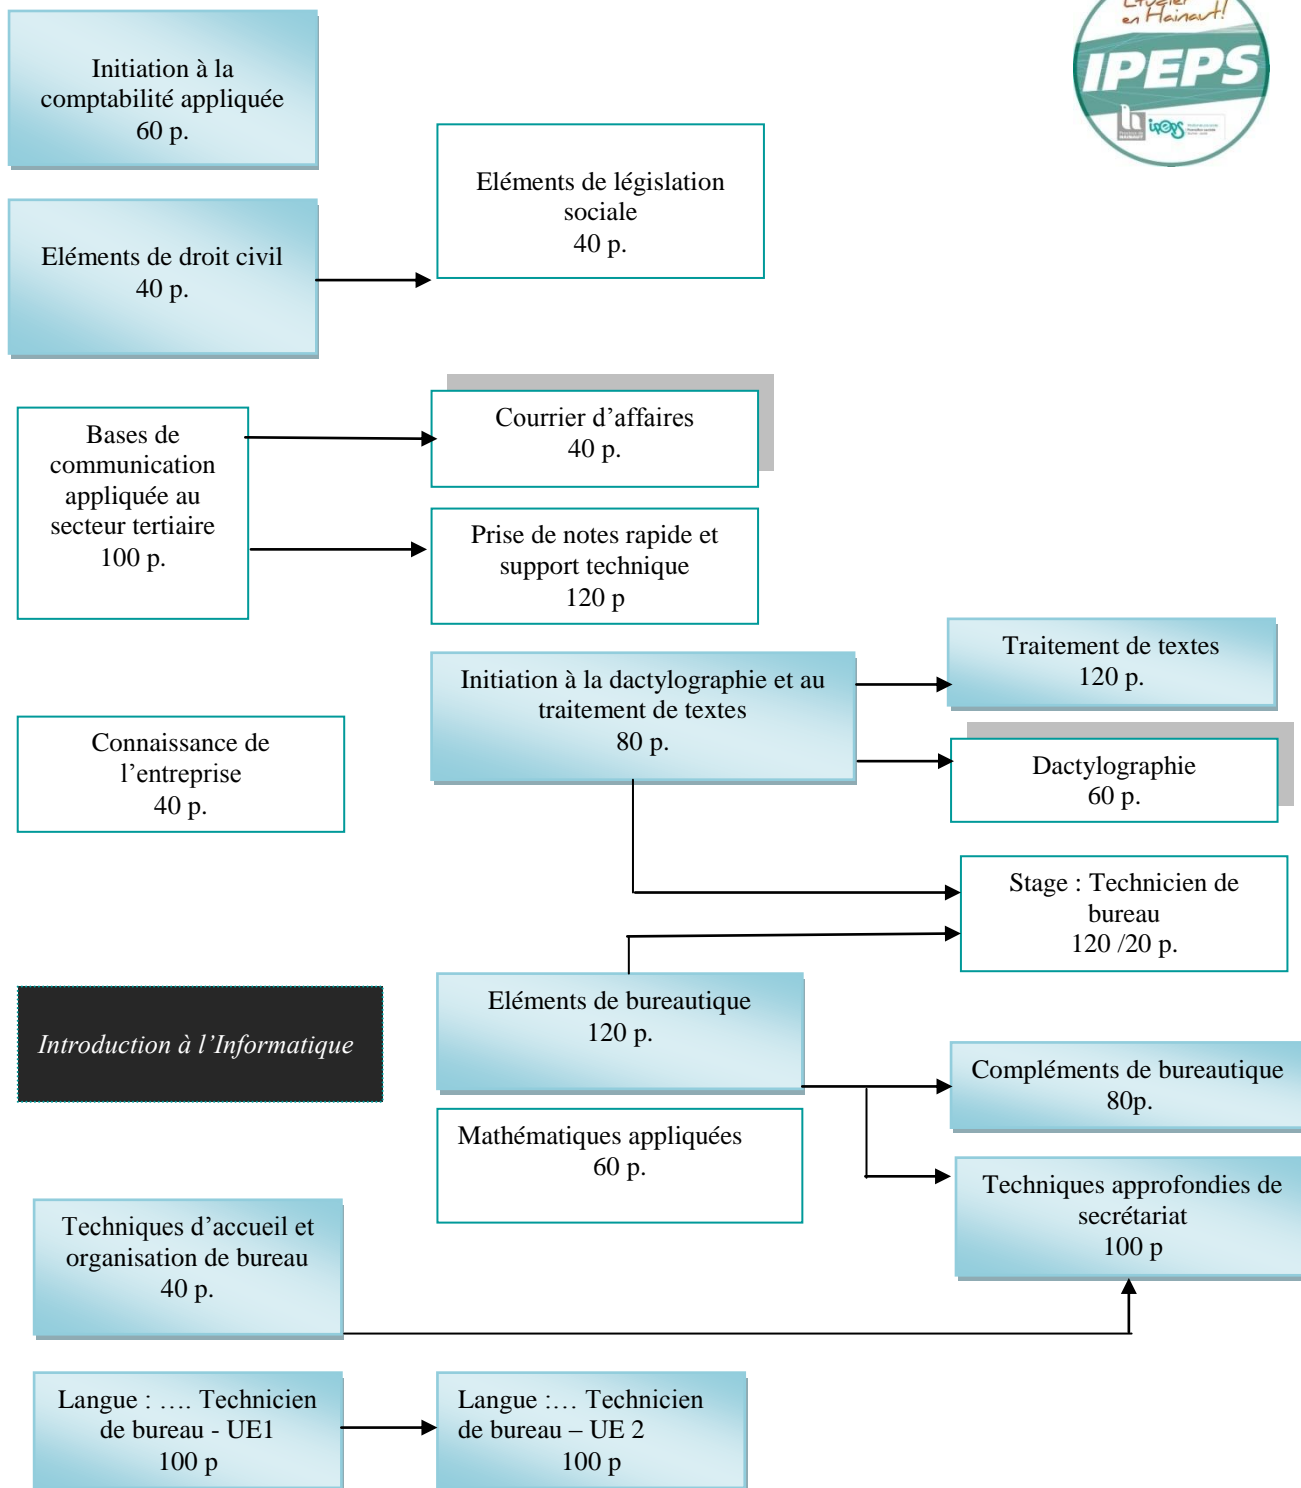 Etudier
en Hainaut!
IPEPS
ipeps
Initiation à la
comptabilité appliquée
60 p.
Eléments de législation
sociale
40 p.
Eléments de droit civil
40 p.
Bases de
communication
appliquée au
secteur tertiaire
100 p.
Courrier d’affaires
40 p.
Prise de notes rapide et
support technique
120 p
Initiation à la dactylographie et au
traitement de textes
80 p.
Traitement de textes
120 p.
Connaissance de
l’entreprise
40 p.
Dactylographie
60 p.
Stage : Technicien de
bureau
120 /20 p.
Introduction à l’Informatique
Eléments de bureautique
120 p.
Compléments de bureautique
80p.
Mathématiques appliquées
60 p.
Techniques approfondies de
secrétariat
100 p
Techniques d’accueil et
organisation de bureau
40 p.
Langue : …. Technicien
de bureau - UE1
100 p
Langue :… Technicien
de bureau – UE 2
100 p